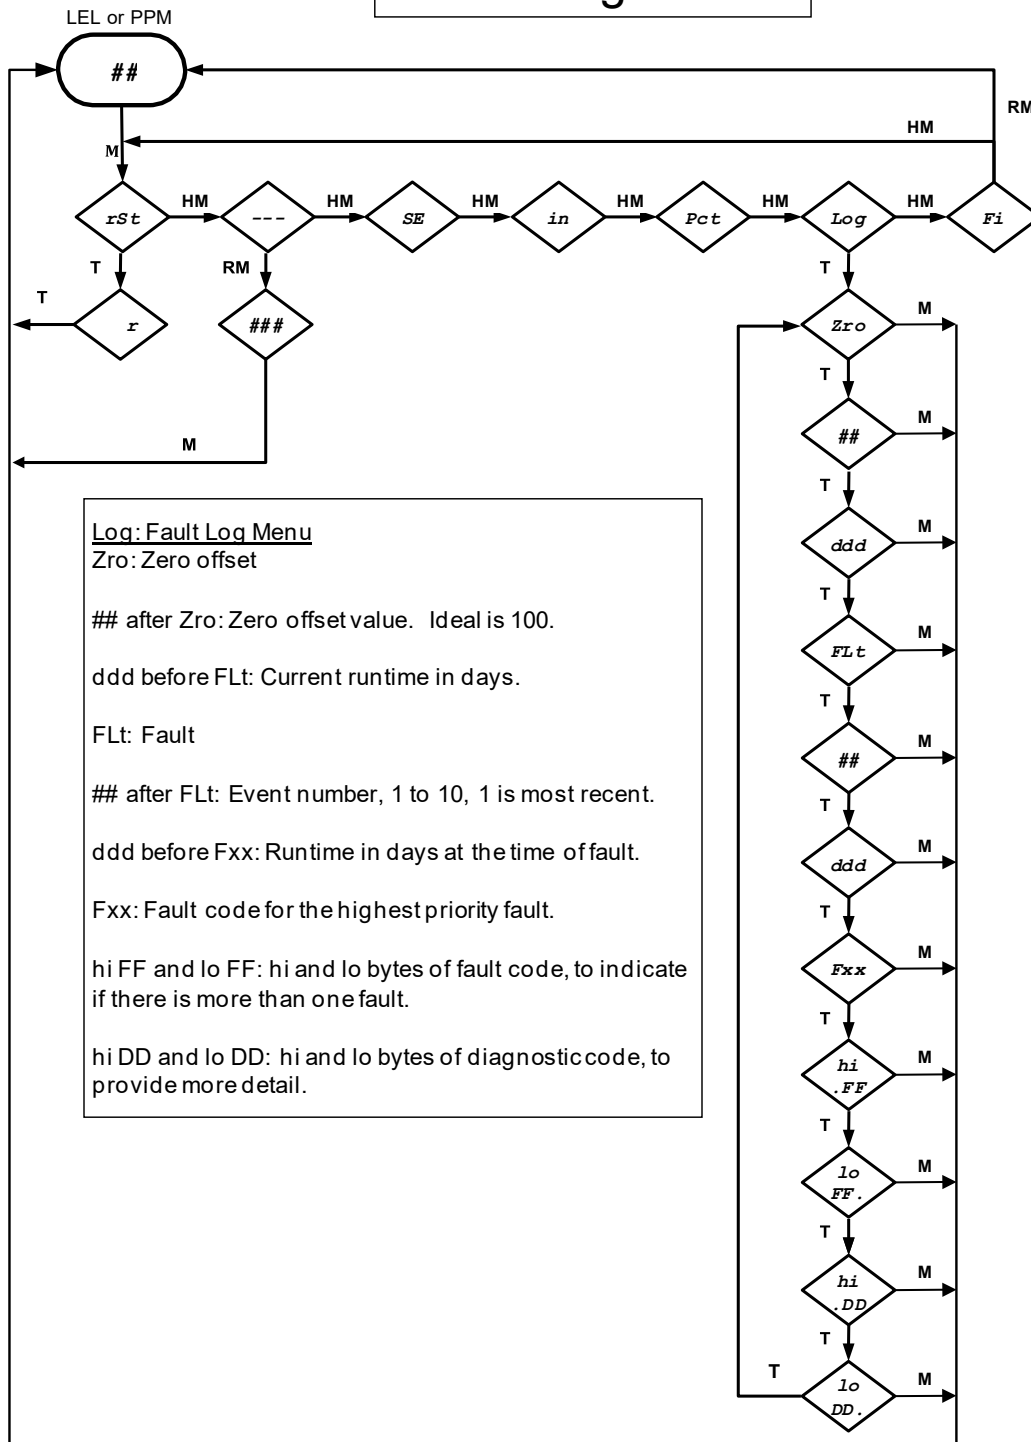 LEL or PPM
##
RM
HM
M
rSt
HM
---
HM
SE
HM
in
HM
Pct
HM
Log
HM
Fi
T
RM
T
T
r
###
Zro
M
T
##
M
M
T
ddd
M
T
FLt
M
T
##
M
T
ddd
M
T
Fxx
M
T
hi
.FF
M
T
lo
FF.
M
T
hi
.DD
M
T
T
lo
DD.
M
Log: Fault Log Menu
Zro: Zero offset
## after Zro: Zero offset value. Ideal is 100.
ddd before FLt: Current runtime in days.
FLt: Fault
## after FLt: Event number, 1 to 10, 1 is most recent.
ddd before Fxx: Runtime in days at the time of fault.
Fxx: Fault code for the highest priority fault.
hi FF and lo FF: hi and lo bytes of fault code, to indicate
if there is more than one fault.
hi DD and lo DD: hi and lo bytes of diagnostic code, to
provide more detail.